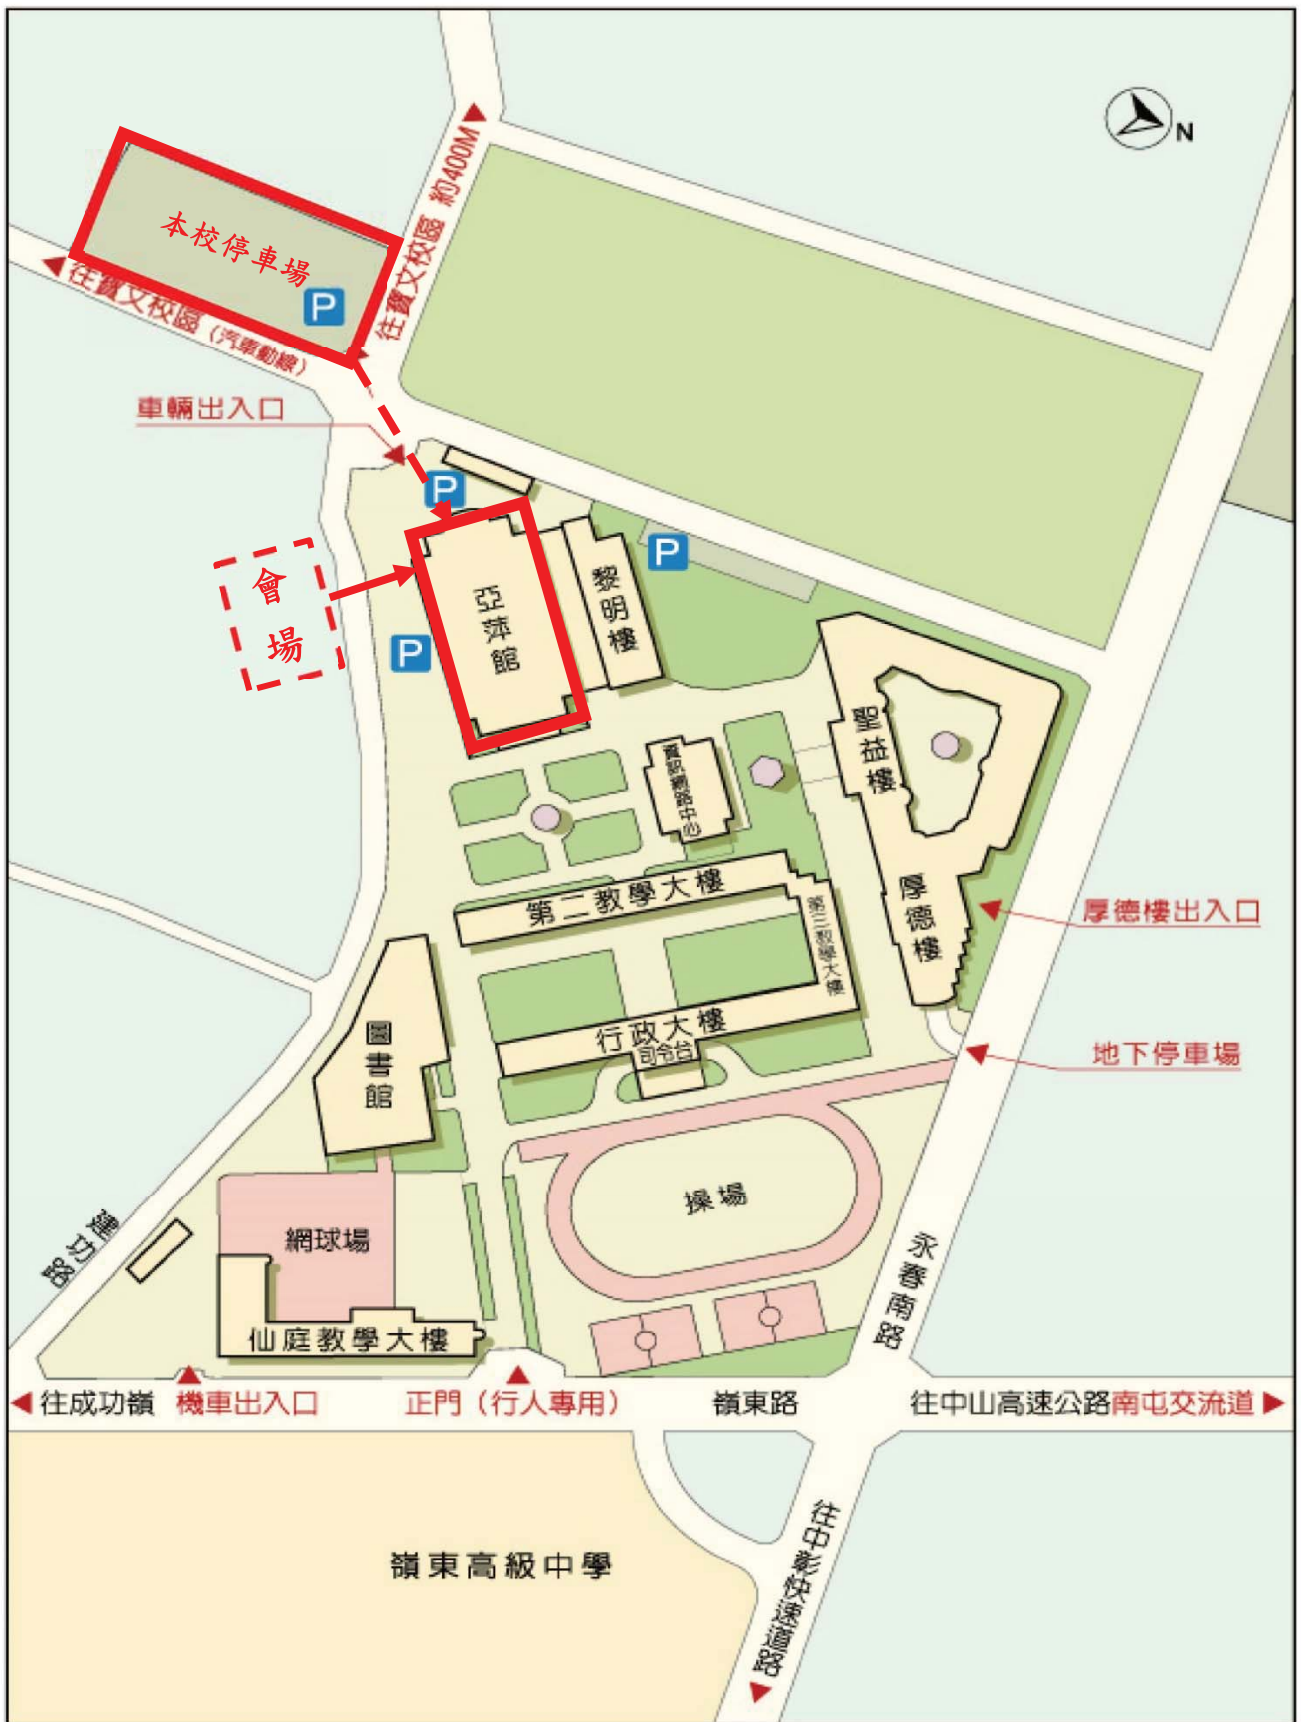 N
往寶文校區 約400M
本校停車場
P
往寶文校區（汽車動線）
車輛出入口
P
會場
亞萍館
黎明樓
P
P
聖益樓
資訊網路中心
第二教學大樓
第三教學大樓
厚德樓
厚德樓出入口
圖書館
行政大樓
司令台
地下停車場
操場
建功路
網球場
永春南路
仙庭教學大樓
往成功嶺
機車出入口
正門（行人專用）
嶺東路
往中山高速公路南屯交流道
往中彰快速道路
嶺東高級中學